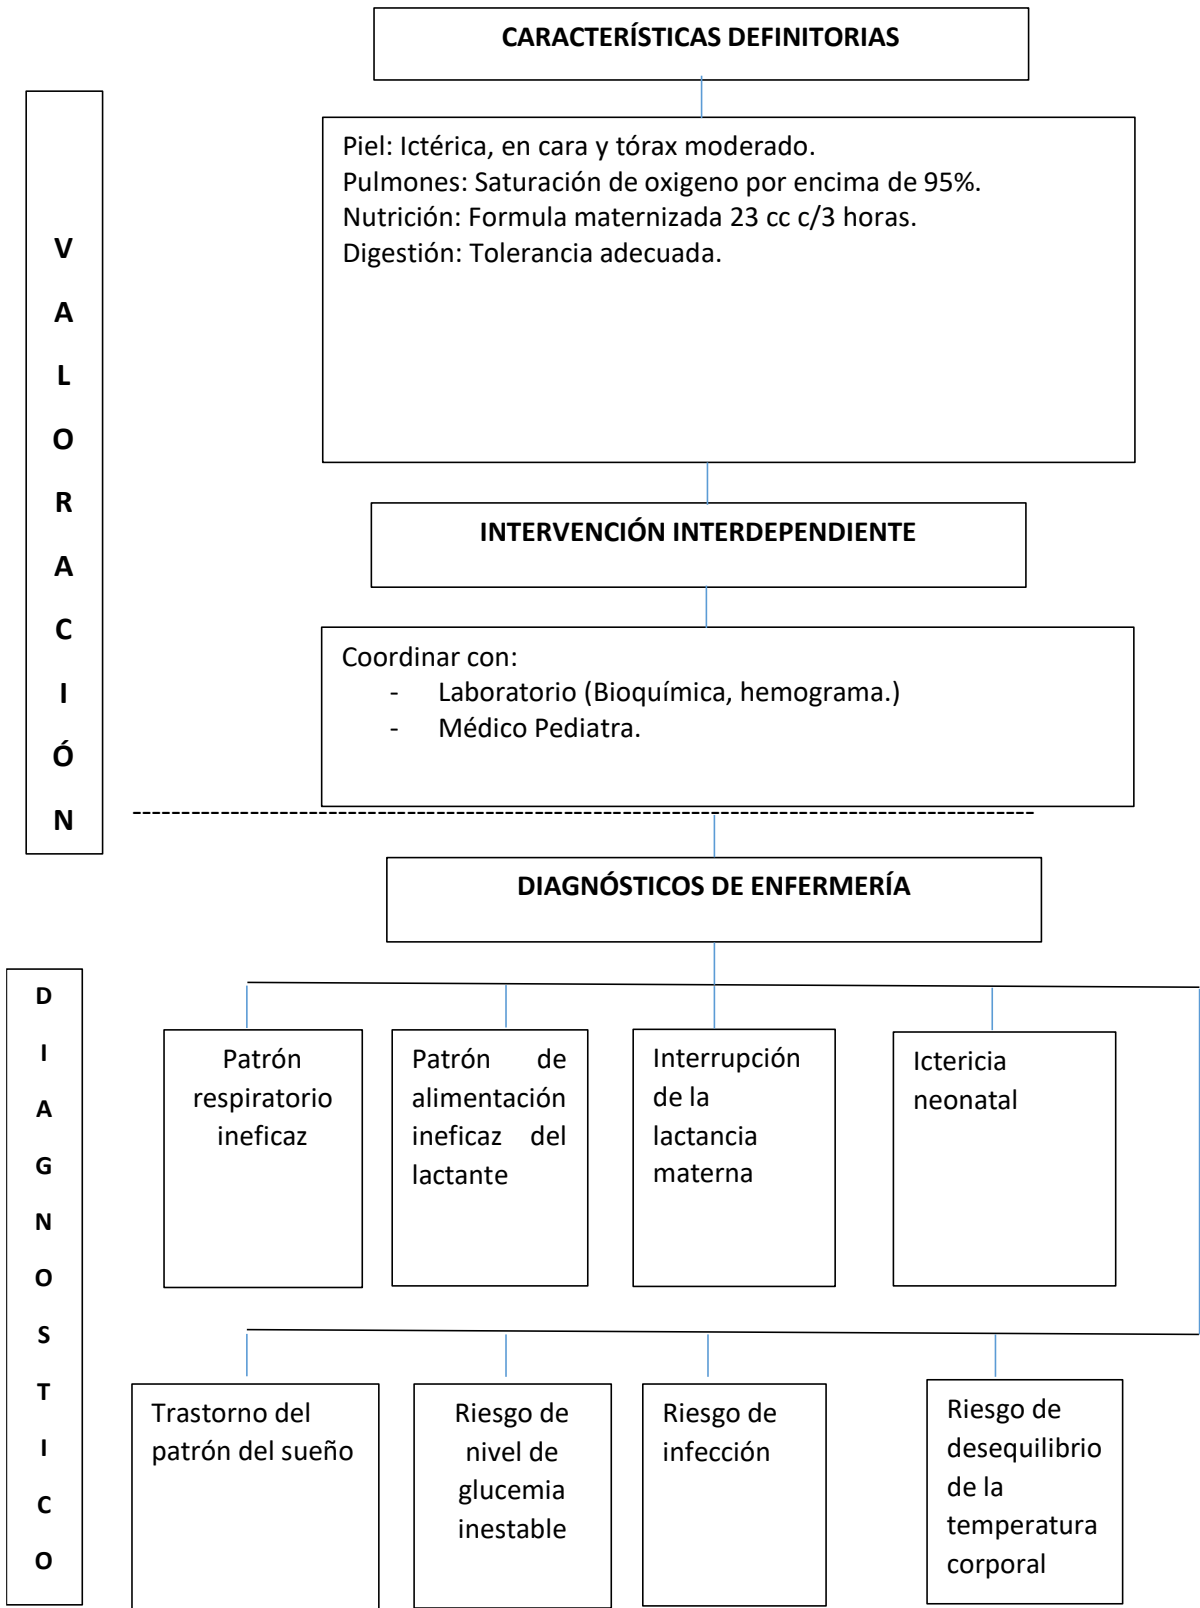 CARACTERÍSTICAS DEFINITORIAS
V
A
L
O
R
A
C
I
Ó
N
Piel: Ictérica, en cara y tórax moderado.
Pulmones: Saturación de oxigeno por encima de 95%.
Nutrición: Formula maternizada 23 cc c/3 horas.
Digestión: Tolerancia adecuada.
INTERVENCIÓN INTERDEPENDIENTE
Coordinar con:
- Laboratorio (Bioquímica, hemograma.)
- Médico Pediatra.
DIAGNÓSTICOS DE ENFERMERÍA
D
I
A
G
N
O
S
T
I
C
O
Patrón
respiratorio
ineficaz
Patrón de
alimentación
ineficaz del
lactante
Interrupción
de la
lactancia
materna
Ictericia
neonatal
Trastorno del
patrón del sueño
Riesgo de
nivel de
glucemia
inestable
Riesgo de
infección
Riesgo de
desequilibrio
de la
temperatura
corporal